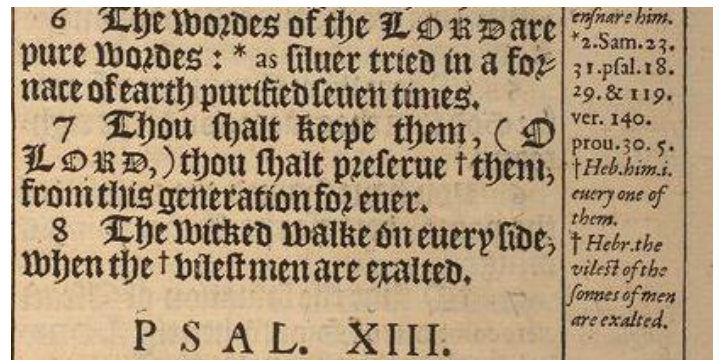 6 The wordes of the LORD are
pure wordes : * as siluer tried in a for-
nace of earth purified seuen times.
7 Thou shalt keepe them, (O
LORD,) thou shalt preserue † them,
from this generation for euer.
8 The wicked walke on euery side,
when the † vilest men are exalted.
PSAL. XIII.
ensnare him.
*2.Sam.23.
31.psal.18.
29.& 119.
ver. 140.
prou.30. 5.
†Heb.him.i.
euery one of
them.
† Hebr.the
vilest of the
sonnes of men
are exalted.